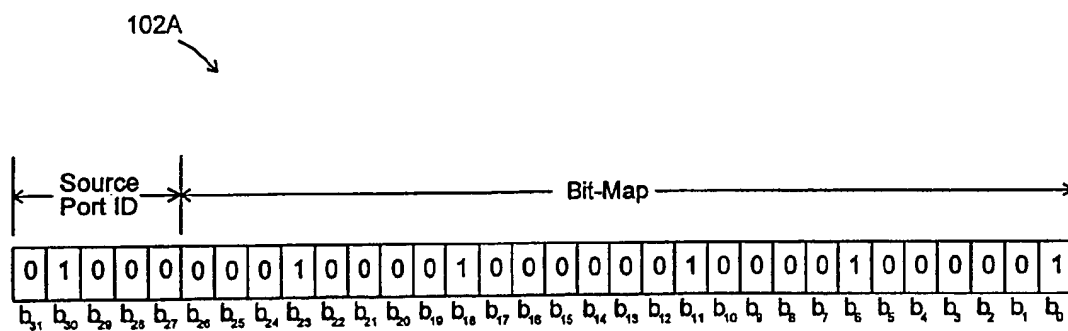 102A
Source
Port ID
Bit-Map
0 1 0 0 0 0 0 0 1 0 0 0 0 1 0 0 0 0 0 0 1 0 0 0 0 1 0 0 0 0 0 1
b₃₁ b₃₀ b₂₉ b₂₈ b₂₇ b₂₆ b₂₅ b₂₄ b₂₃ b₂₂ b₂₁ b₂₀ b₁₉ b₁₈ b₁₇ b₁₆ b₁₅ b₁₄ b₁₃ b₁₂ b₁₁ b₁₀ b₉ b₈ b₇ b₆ b₅ b₄ b₃ b₂ b₁ b₀